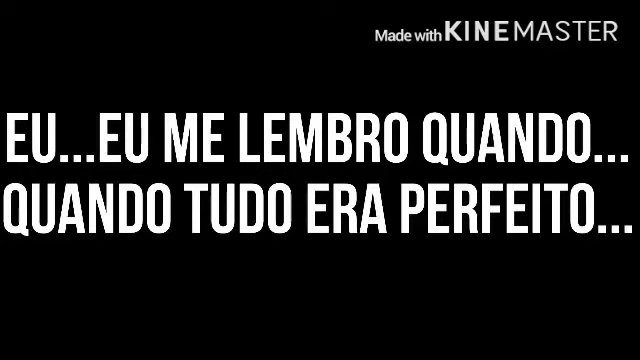 Made with KINEMASTER
EU...EU ME LEMBRO QUANDO...
QUANDO TUDO ERA PERFEITO...